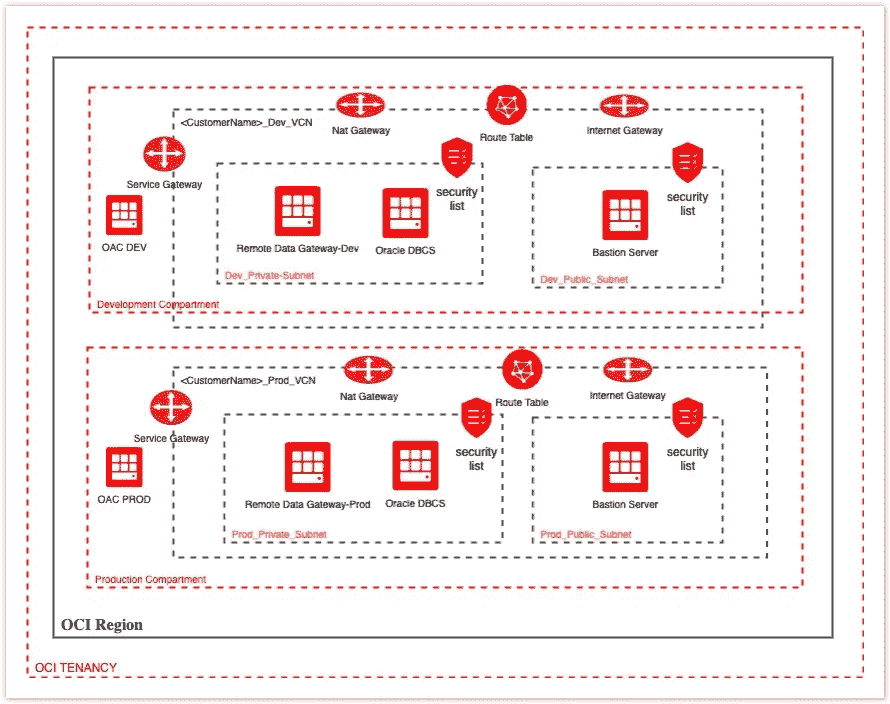 <CustomerName>_Dev_VCN
Nat Gateway
Route Table
Internet Gateway
Service Gateway
security
list
security
list
OAC DEV
Remote Data Gateway-Dev
Oracle DBCS
Bastion Server
Dev_Private-Subnet
Dev_Public_Subnet
Development Compartment
<CustomerName>_Prod_VCN
Nat Gateway
Route Table
Internet Gateway
Service Gateway
security
list
security
list
OAC PROD
Remote Data Gateway-Prod
Oracle DBCS
Bastion Server
Prod_Private_Subnet
Prod_Public_Subnet
Production Compartment
OCI Region
OCI TENANCY